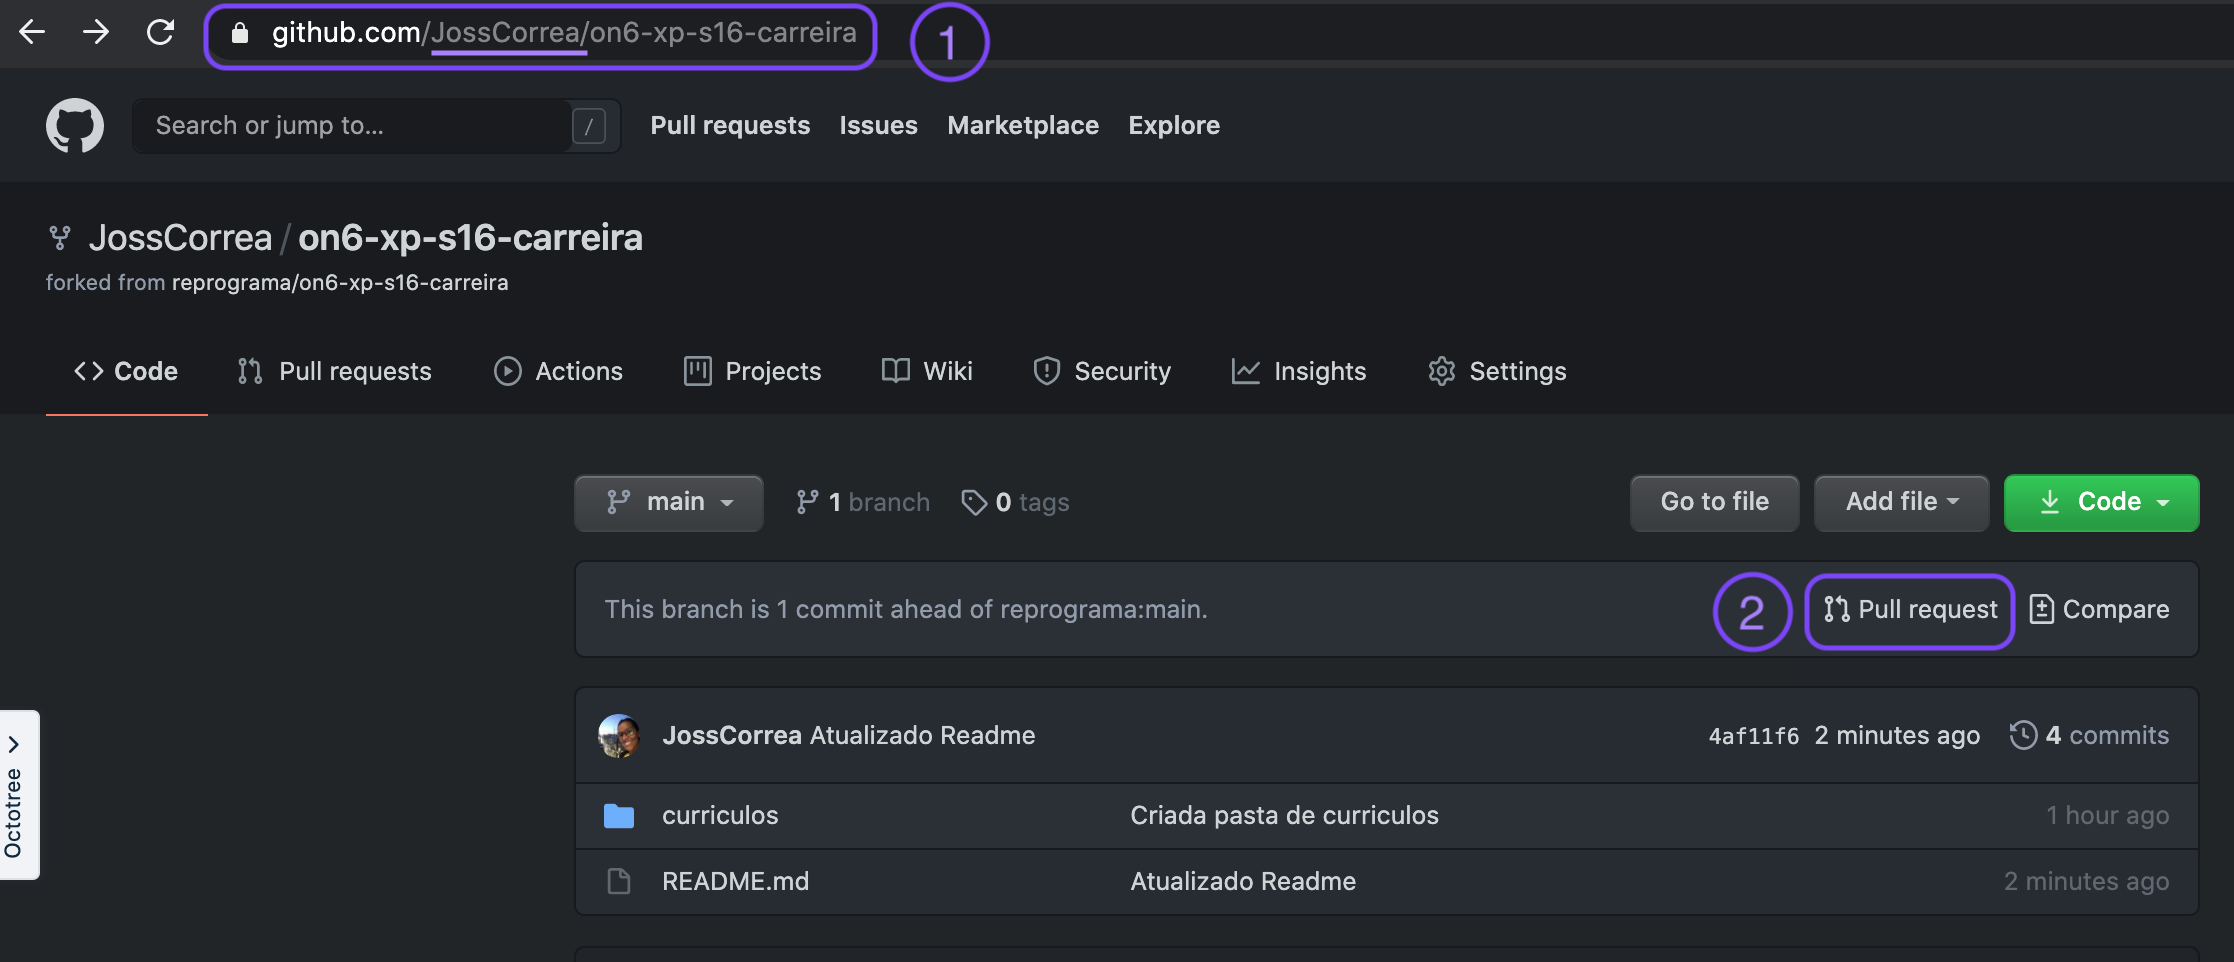 github.com/JossCorrea/on6-xp-s16-carreira 1
Search or jump to... / Pull requests Issues Marketplace Explore
JossCorrea / on6-xp-s16-carreira
forked from reprograma/on6-xp-s16-carreira
<> Code Pull requests Actions Projects Wiki Security Insights Settings
main 1 branch 0 tags Go to file Add file Code
This branch is 1 commit ahead of reprograma:main. 2 Pull request Compare
JossCorrea Atualizado Readme 4af11f6 2 minutes ago 4 commits
curriculos Criada pasta de curriculos 1 hour ago
README.md Atualizado Readme 2 minutes ago
Octotree